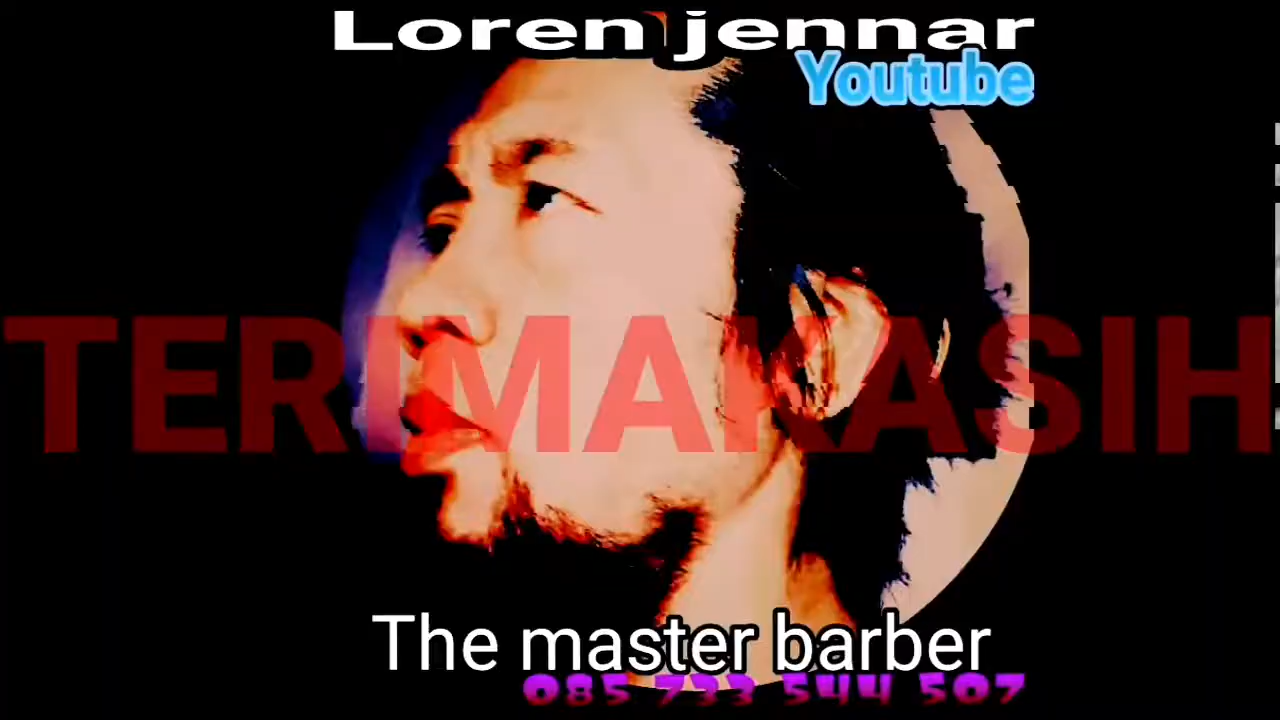 Loren jennar
Youtube
TERIMAKASIH
The master barber
085 733 544 507